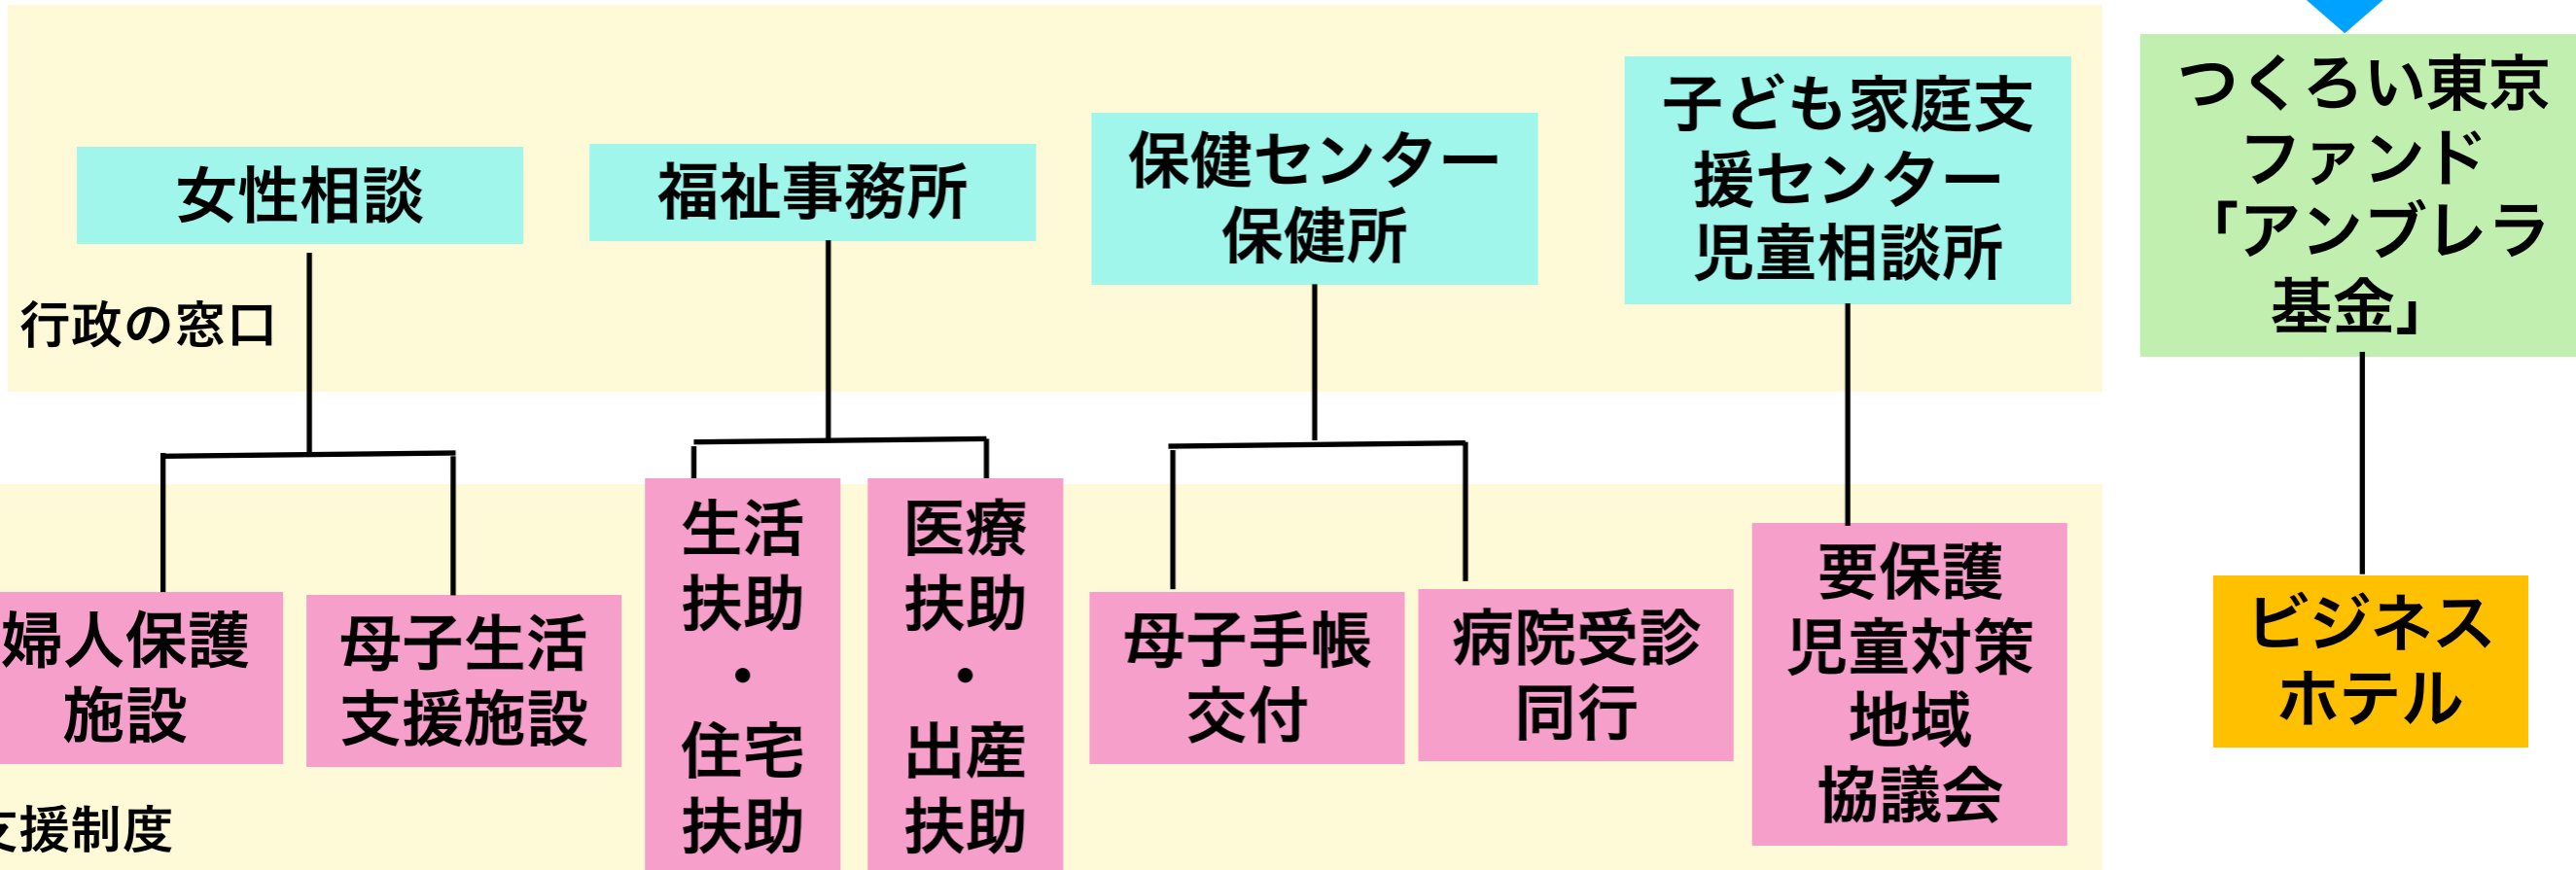 女性相談
福祉事務所
保健センター
保健所
子ども家庭支
援センター
児童相談所
つくろい東京
ファンド
「アンブレラ
基金」
行政の窓口
婦人保護
施設
母子生活
支援施設
生活
扶助
・
住宅
扶助
医療
扶助
・
出産
扶助
母子手帳
交付
病院受診
同行
要保護
児童対策
地域
協議会
ビジネス
ホテル
支援制度